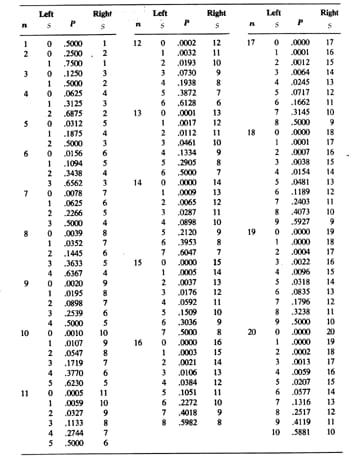 Left Right
n S P S
1 0 .5000 1
2 0 .2500 2
1 .7500 1
3 0 .1250 3
1 .5000 2
4 0 .0625 4
1 .3125 3
2 .6875 2
5 0 .0312 5
1 .1875 4
2 .5000 3
6 0 .0156 6
1 .1094 5
2 .3438 4
3 .6563 3
7 0 .0078 7
1 .0625 6
2 .2266 5
3 .5000 4
8 0 .0039 8
1 .0352 7
2 .1445 6
3 .3633 5
4 .6367 4
9 0 .0020 9
1 .0195 8
2 .0898 7
3 .2539 6
4 .5000 5
10 0 .0010 10
1 .0107 9
2 .0547 8
3 .1719 7
4 .3770 6
5 .6230 5
11 0 .0005 11
1 .0059 10
2 .0327 9
3 .1133 8
4 .2744 7
5 .5000 6
Left Right
n S P S
12 0 .0002 12
1 .0032 11
2 .0193 10
3 .0730 9
4 .1938 8
5 .3872 7
6 .6128 6
13 0 .0001 13
1 .0017 12
2 .0112 11
3 .0461 10
4 .1334 9
5 .2905 8
6 .5000 7
14 0 .0000 14
1 .0009 13
2 .0065 12
3 .0287 11
4 .0898 10
5 .2120 9
6 .3953 8
7 .6047 7
15 0 .0000 15
1 .0005 14
2 .0037 13
3 .0176 12
4 .0592 11
5 .1509 10
6 .3036 9
7 .5000 8
16 0 .0000 16
1 .0003 15
2 .0021 14
3 .0106 13
4 .0384 12
5 .1051 11
6 .2272 10
7 .4018 9
8 .5982 8
Left Right
n S P S
17 0 .0000 17
1 .0001 16
2 .0012 15
3 .0064 14
4 .0245 13
5 .0717 12
6 .1662 11
7 .3145 10
8 .5000 9
18 0 .0000 18
1 .0001 17
2 .0007 16
3 .0038 15
4 .0154 14
5 .0481 13
6 .1189 12
7 .2403 11
8 .4073 10
9 .5927 9
19 0 .0000 19
1 .0000 18
2 .0004 17
3 .0022 16
4 .0096 15
5 .0318 14
6 .0835 13
7 .1796 12
8 .3238 11
9 .5000 10
20 0 .0000 20
1 .0000 19
2 .0002 18
3 .0013 17
4 .0059 16
5 .0207 15
6 .0577 14
7 .1316 13
8 .2517 12
9 .4119 11
10 .5881 10